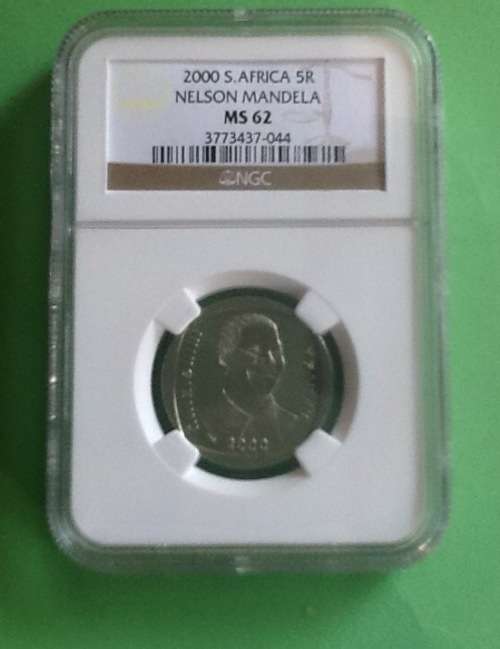 2000 S.AFRICA 5R
NELSON MANDELA
MS 62
3773437-044
NGC
2000